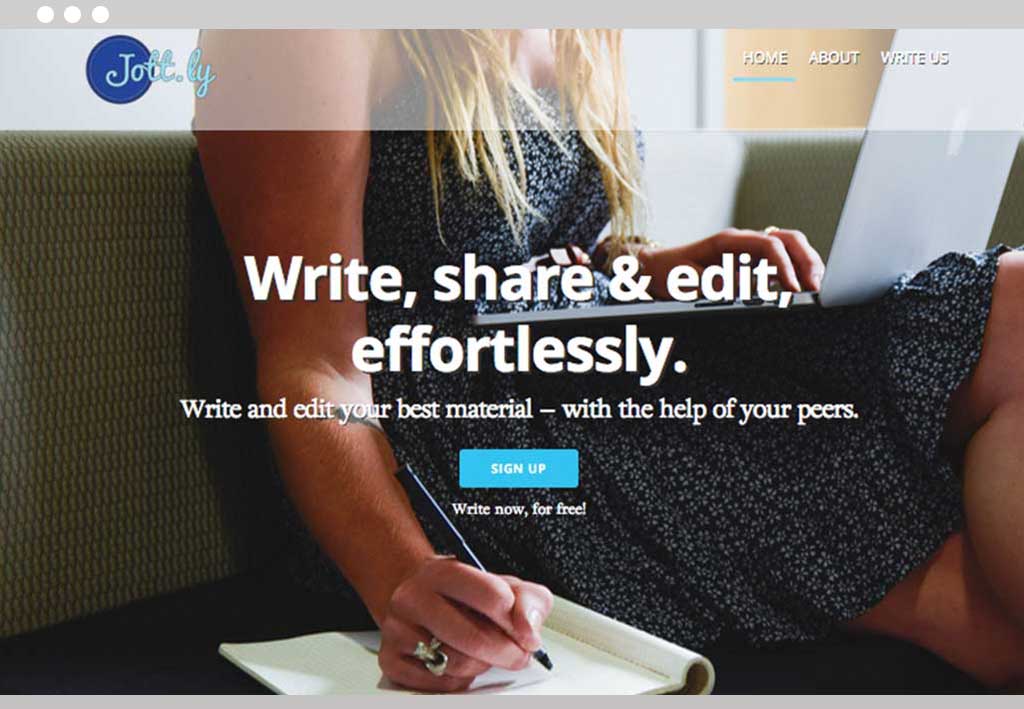 Jott.ly
HOME ABOUT WRITE US
Write, share & edit,
effortlessly.
Write and edit your best material – with the help of your peers.
SIGN UP
Write now, for free!